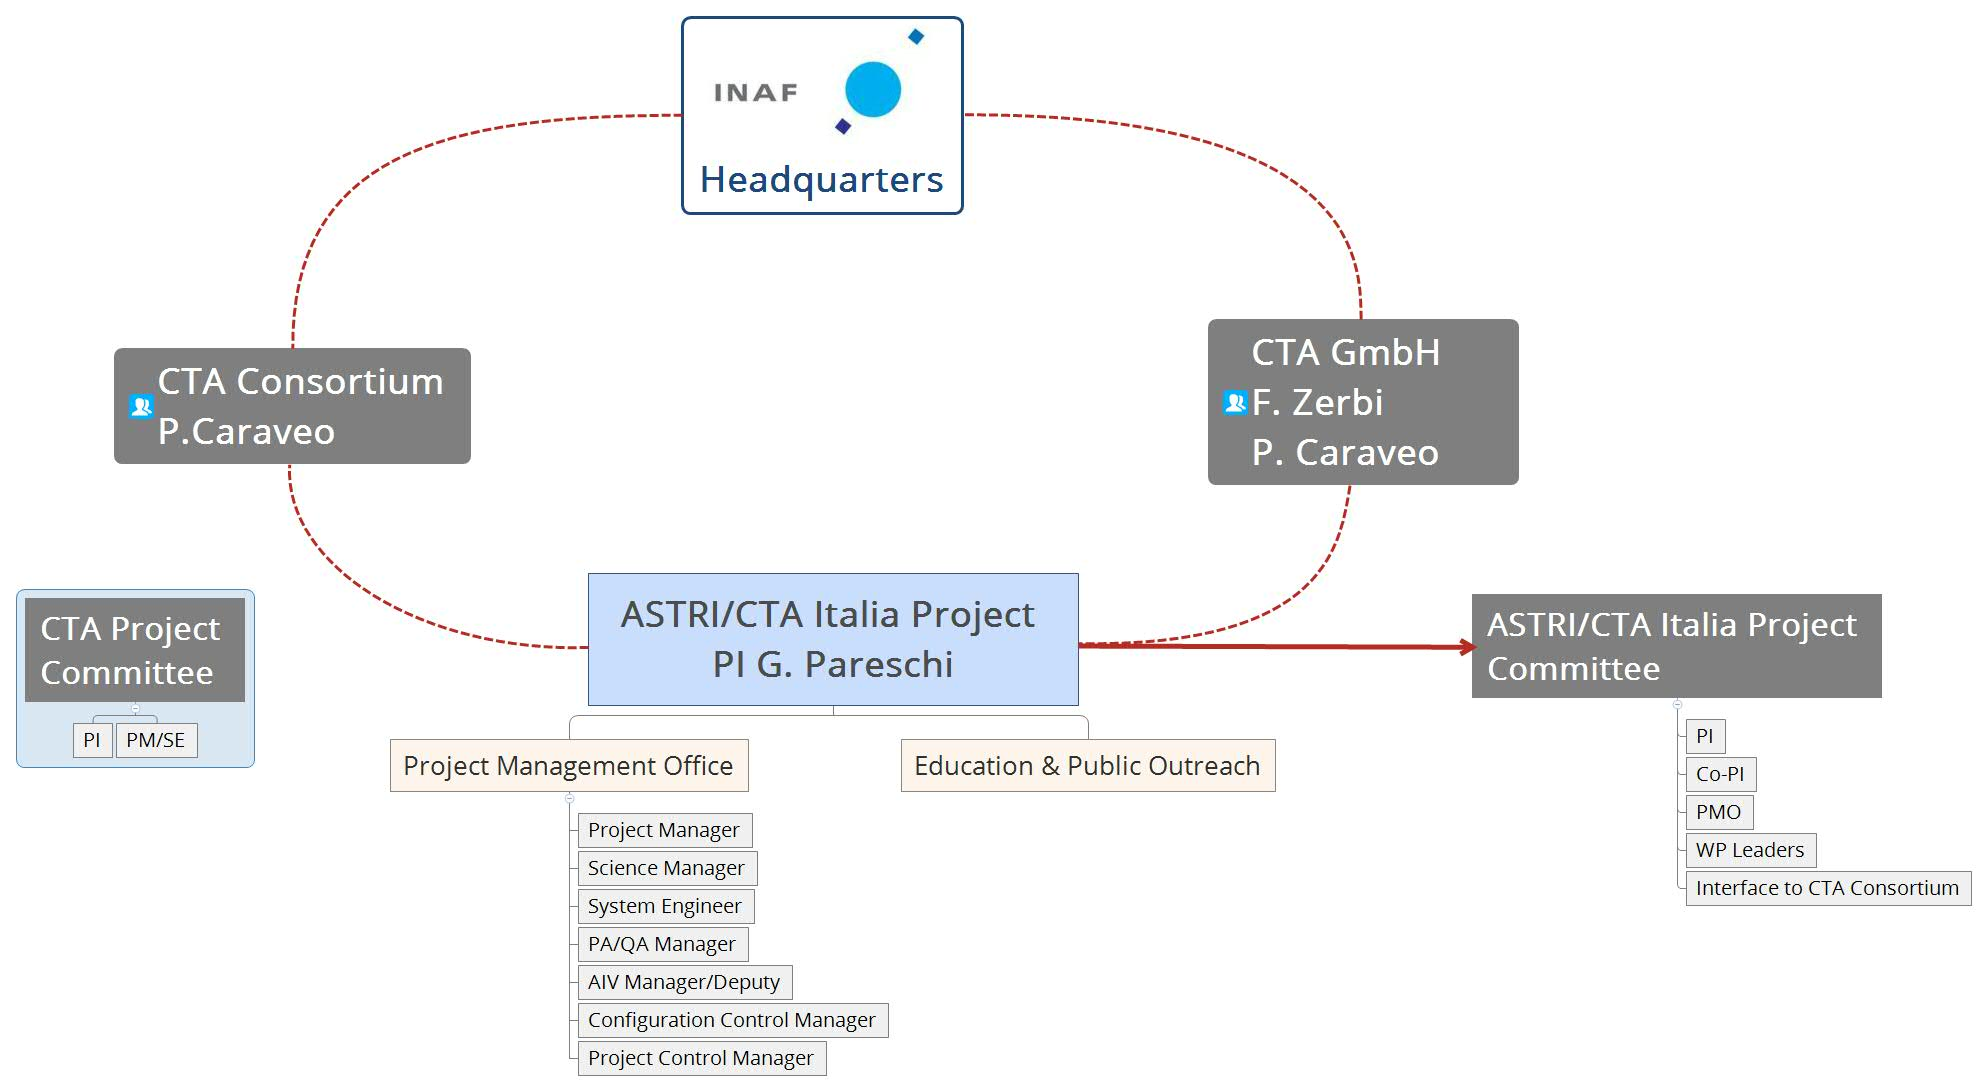 INAF
Headquarters
CTA Consortium
P.Caraveo
CTA GmbH
F. Zerbi
P. Caraveo
CTA Project
Committee
PI
PM/SE
ASTRI/CTA Italia Project
PI G. Pareschi
ASTRI/CTA Italia Project
Committee
PI
Co-PI
PMO
WP Leaders
Interface to CTA Consortium
Project Management Office
Education & Public Outreach
Project Manager
Science Manager
System Engineer
PA/QA Manager
AIV Manager/Deputy
Configuration Control Manager
Project Control Manager